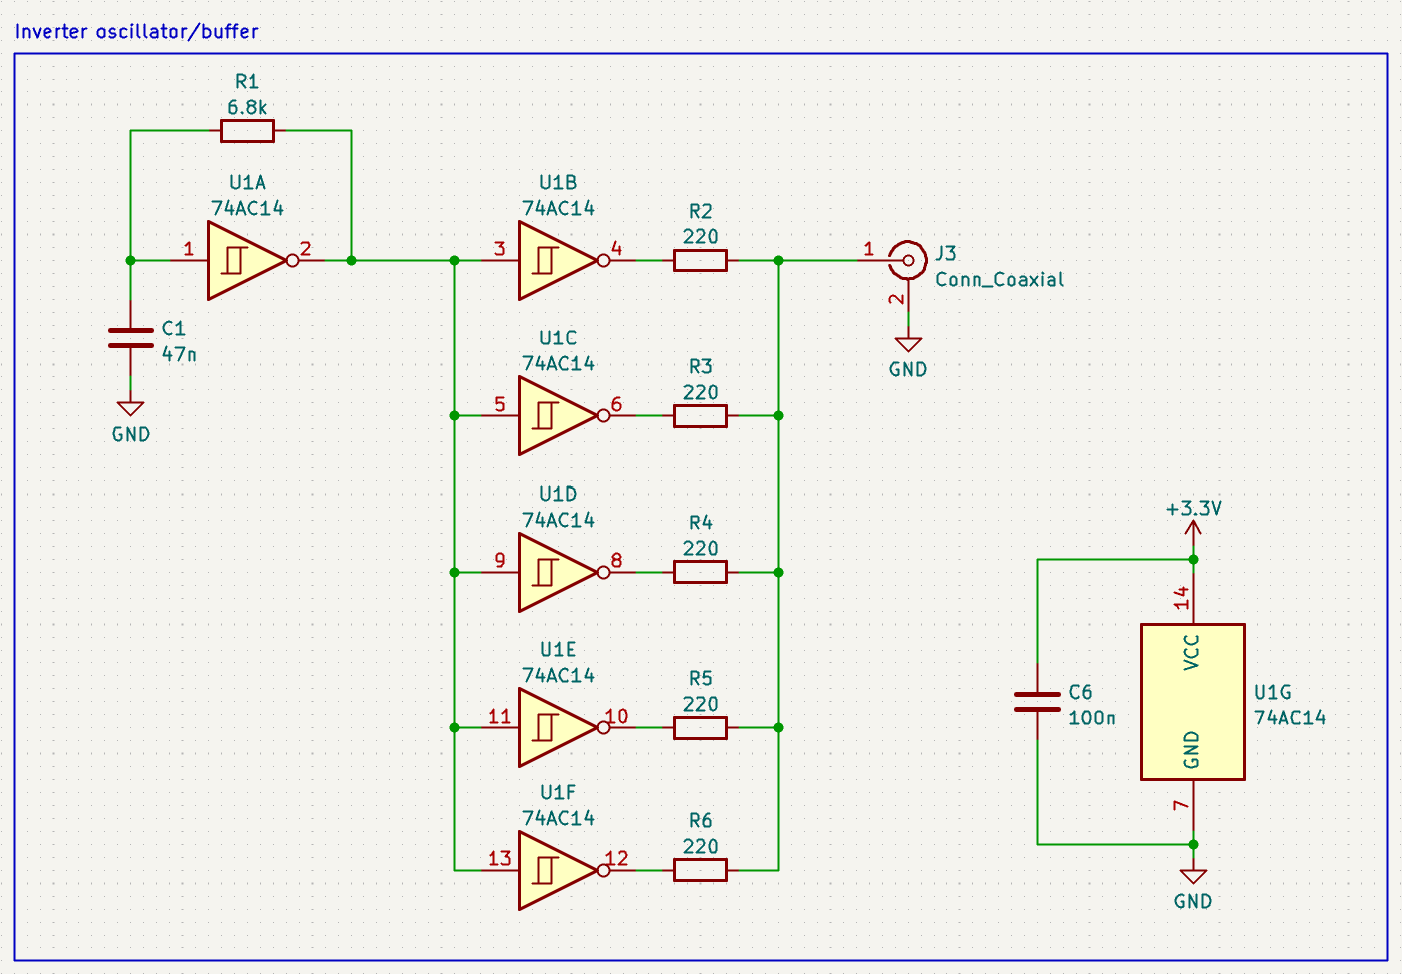 Inverter oscillator/buffer
R1
6.8k
U1A
74AC14
1
2
C1
47n
GND
U1B
74AC14
3
4
R2
220
1
J3
Conn_Coaxial
2
GND
U1C
74AC14
5
6
R3
220
U1D
74AC14
9
8
R4
220
U1E
74AC14
11
10
R5
220
U1F
74AC14
13
12
R6
220
+3.3V
14
VCC
C6
100n
U1G
74AC14
GND
7
GND